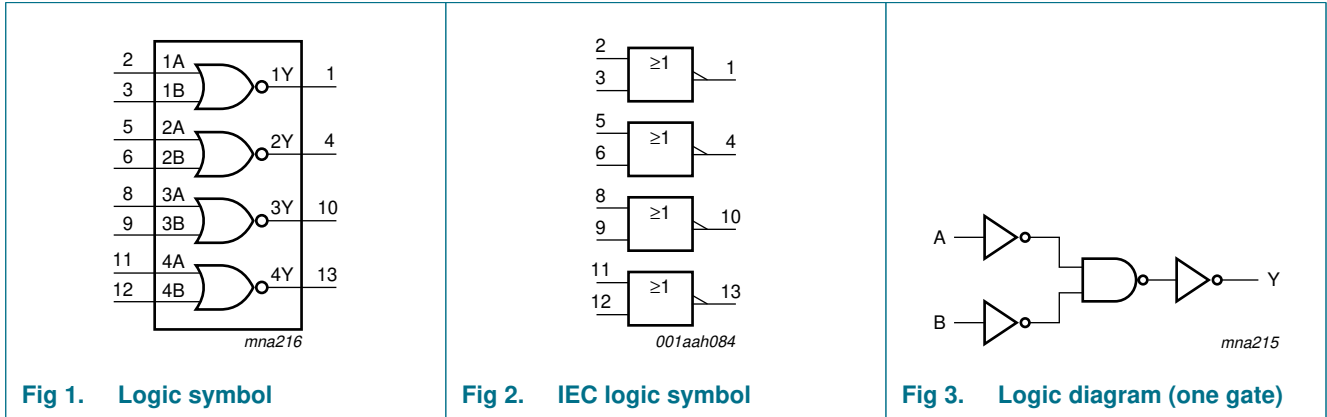 2 1A 1Y 1
3 1B
5 2A 2Y 4
6 2B
8 3A 3Y 10
9 3B
11 4A 4Y 13
12 4B
mna216
Fig 1. Logic symbol
2 ≥1 1
3
5 ≥1 4
6
8 ≥1 10
9
11 ≥1 13
12
001aah084
Fig 2. IEC logic symbol
A
Y
B
mna215
Fig 3. Logic diagram (one gate)